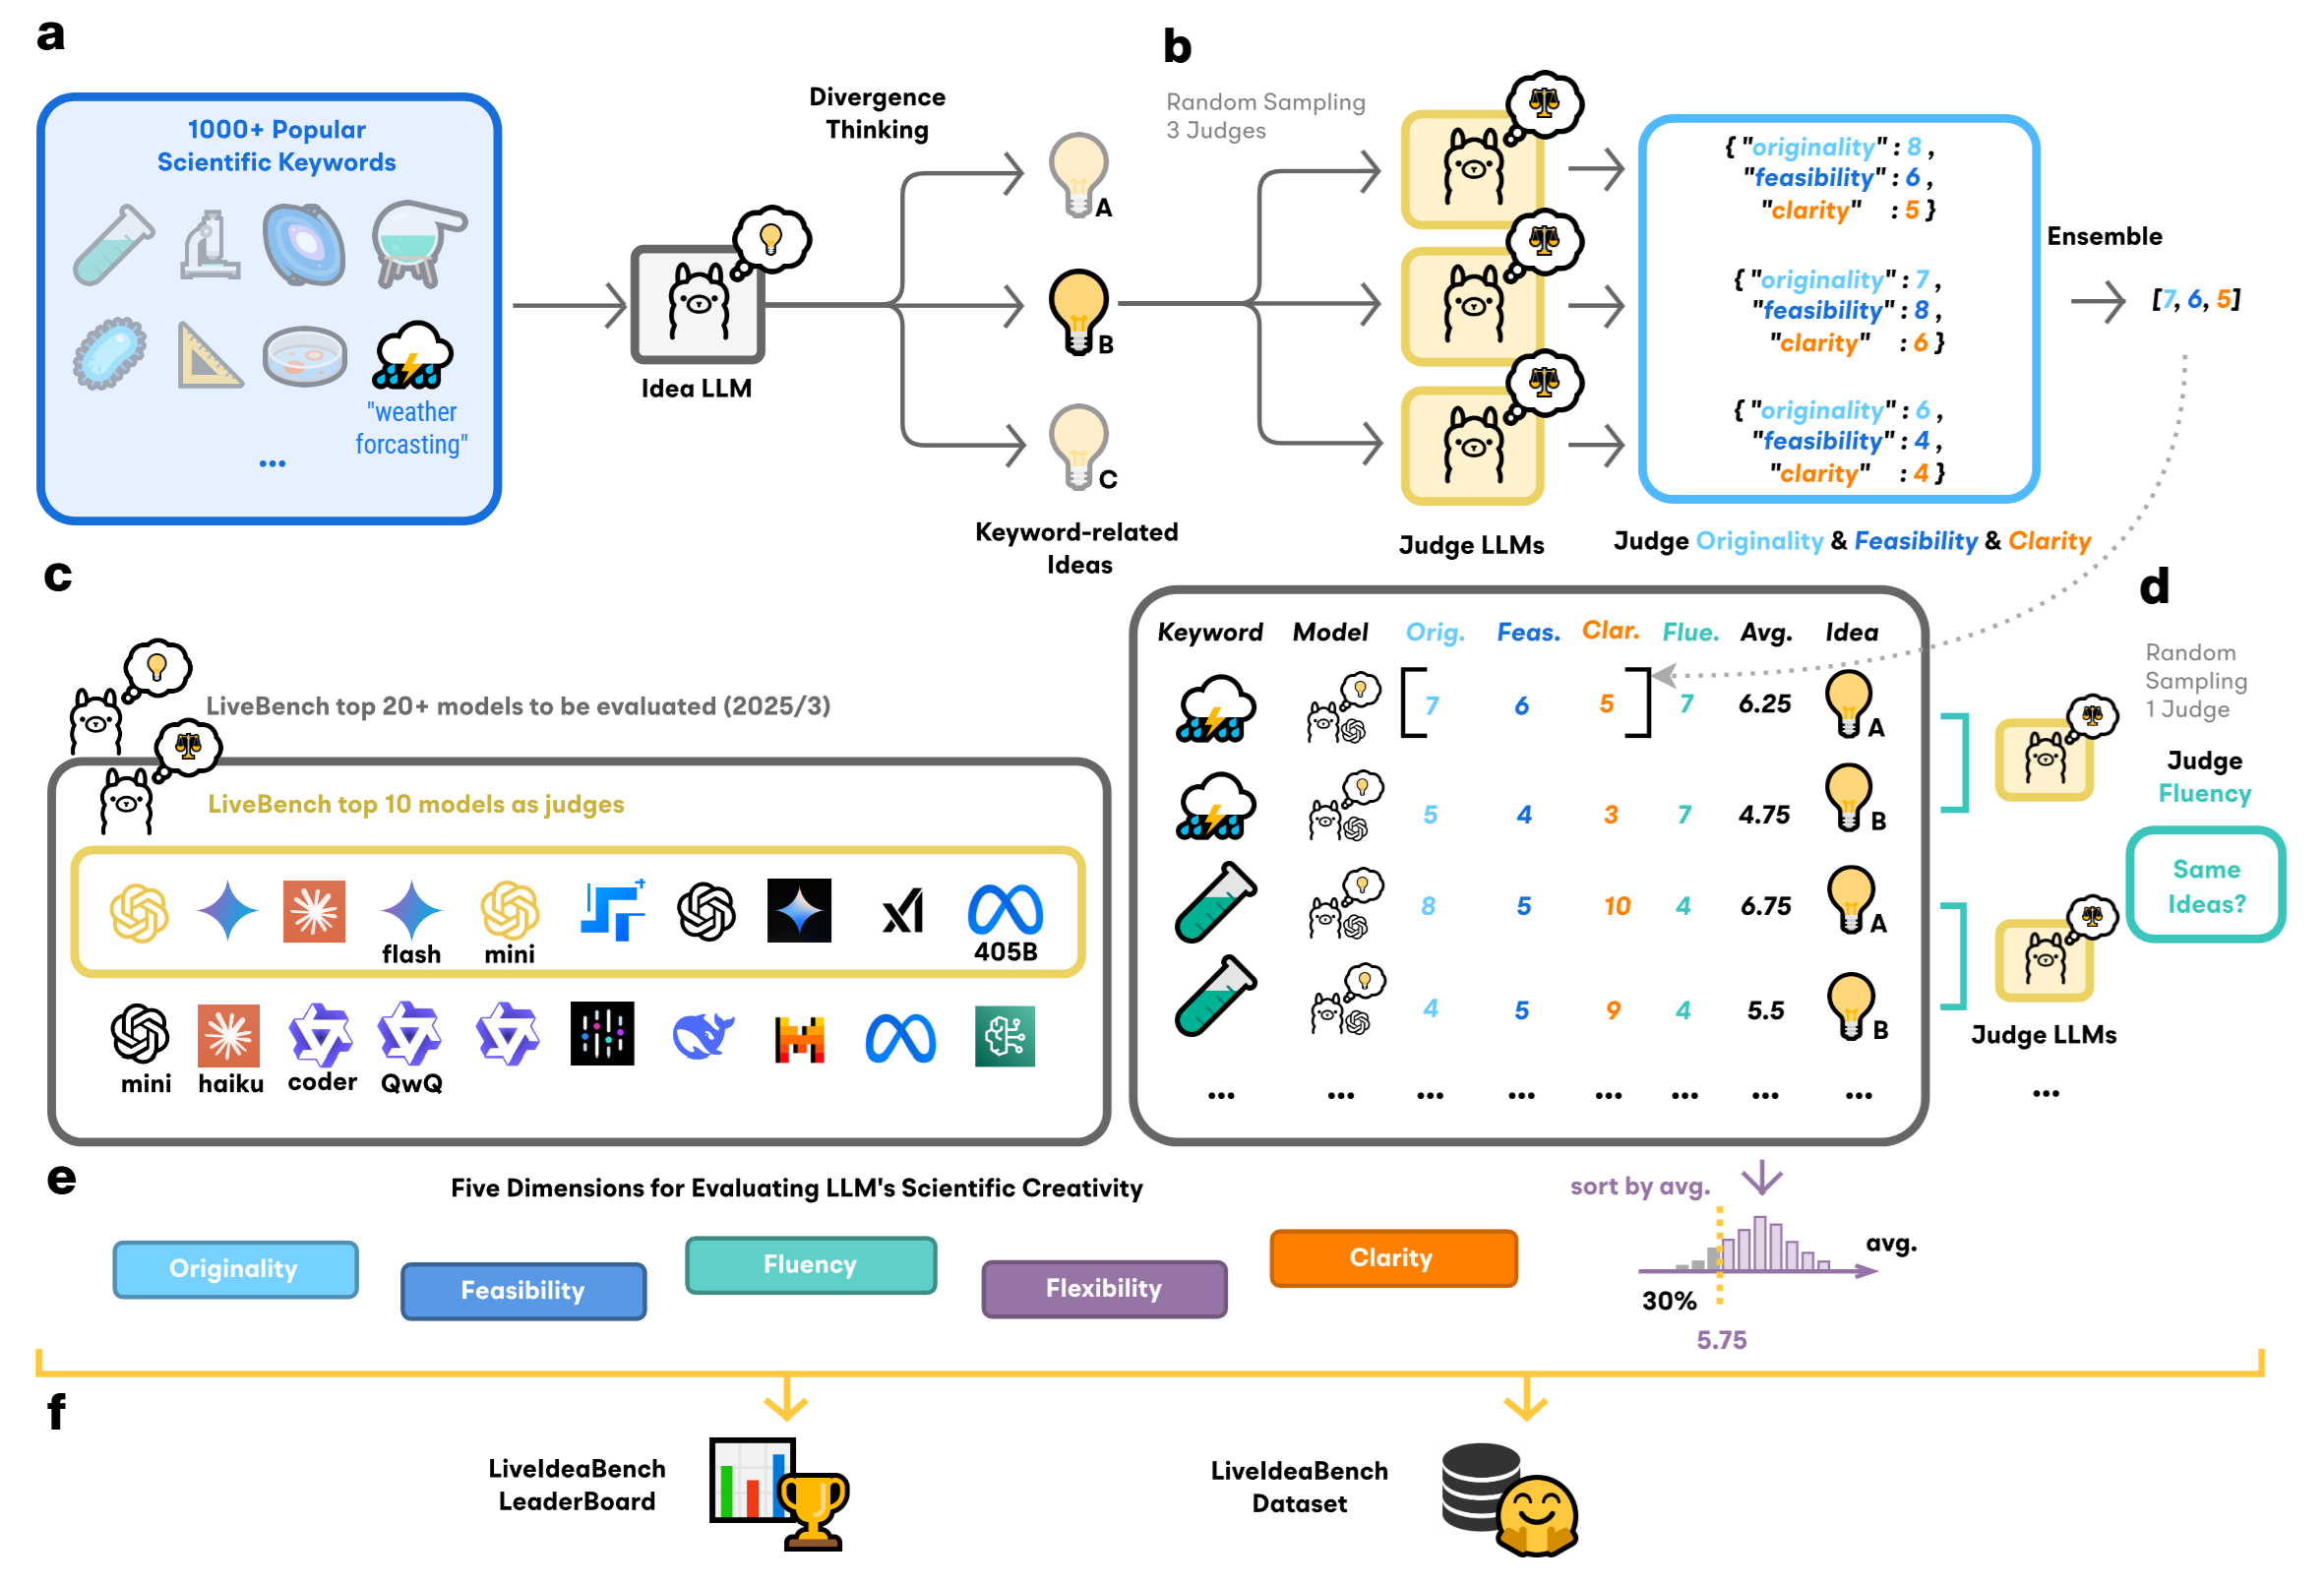 a
1000+ Popular
Scientific Keywords
"weather
forcasting"
...
Idea LLM
Divergence
Thinking
A
B
C
Keyword-related
Ideas
b
Random Sampling
3 Judges
Judge LLMs
{ "originality" : 8 ,
"feasibility" : 6 ,
"clarity" : 5 }
{ "originality" : 7 ,
"feasibility" : 8 ,
"clarity" : 6 }
{ "originality" : 6 ,
"feasibility" : 4 ,
"clarity" : 4 }
Judge Originality & Feasibility & Clarity
Ensemble
[7, 6, 5]
c
LiveBench top 20+ models to be evaluated (2025/3)
LiveBench top 10 models as judges
flash mini 405B
mini haiku coder QwQ
Keyword Model Orig. Feas. Clar. Flue. Avg. Idea
7 6 5 7 6.25 A
5 4 3 7 4.75 B
8 5 10 4 6.75 A
4 5 9 4 5.5 B
... ... ... ... ... ... ... ...
d
Random
Sampling
1 Judge
Judge
Fluency
Same
Ideas?
Judge LLMs
...
e
Five Dimensions for Evaluating LLM's Scientific Creativity
Originality
Feasibility
Fluency
Flexibility
Clarity
sort by avg.
avg.
30%
5.75
f
LiveIdeaBench
LeaderBoard
LiveIdeaBench
Dataset